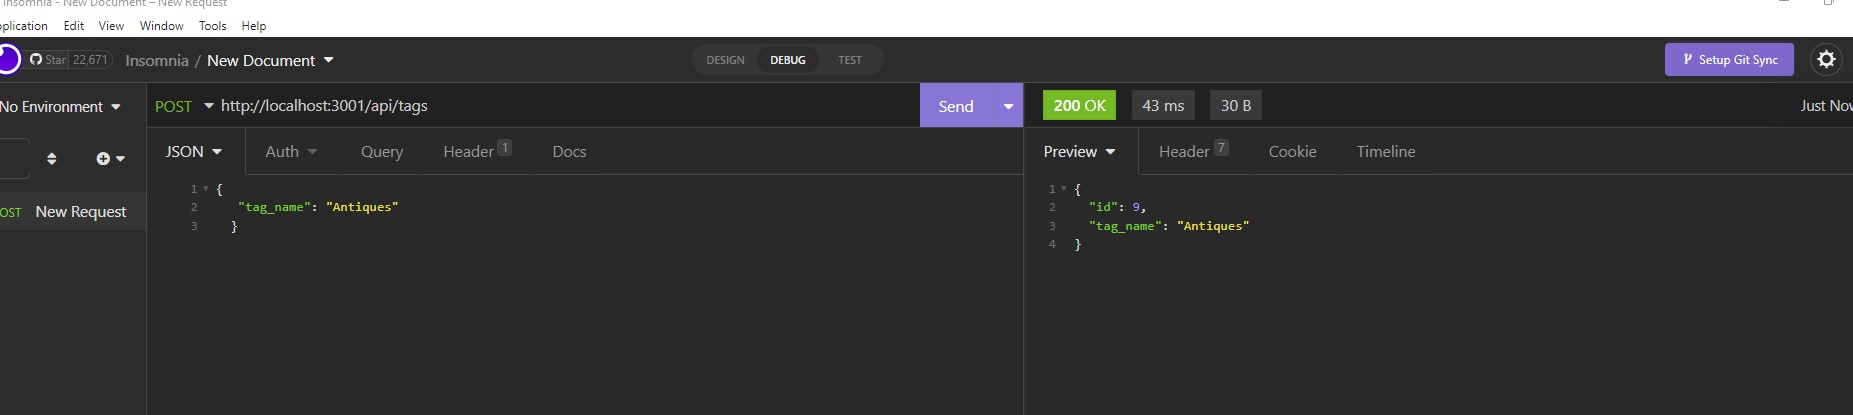 Insomnia - New Document – New Request
plication Edit View Window Tools Help
Star 22,671 Insomnia / New Document DESIGN DEBUG TEST Setup Git Sync
No Environment POST http://localhost:3001/api/tags Send 200 OK 43 ms 30 B Just Now
JSON Auth Query Header 1 Docs Preview Header 7 Cookie Timeline
1 {
2 "tag_name": "Antiques"
3 }
OST New Request
1 {
2 "id": 9,
3 "tag_name": "Antiques"
4 }